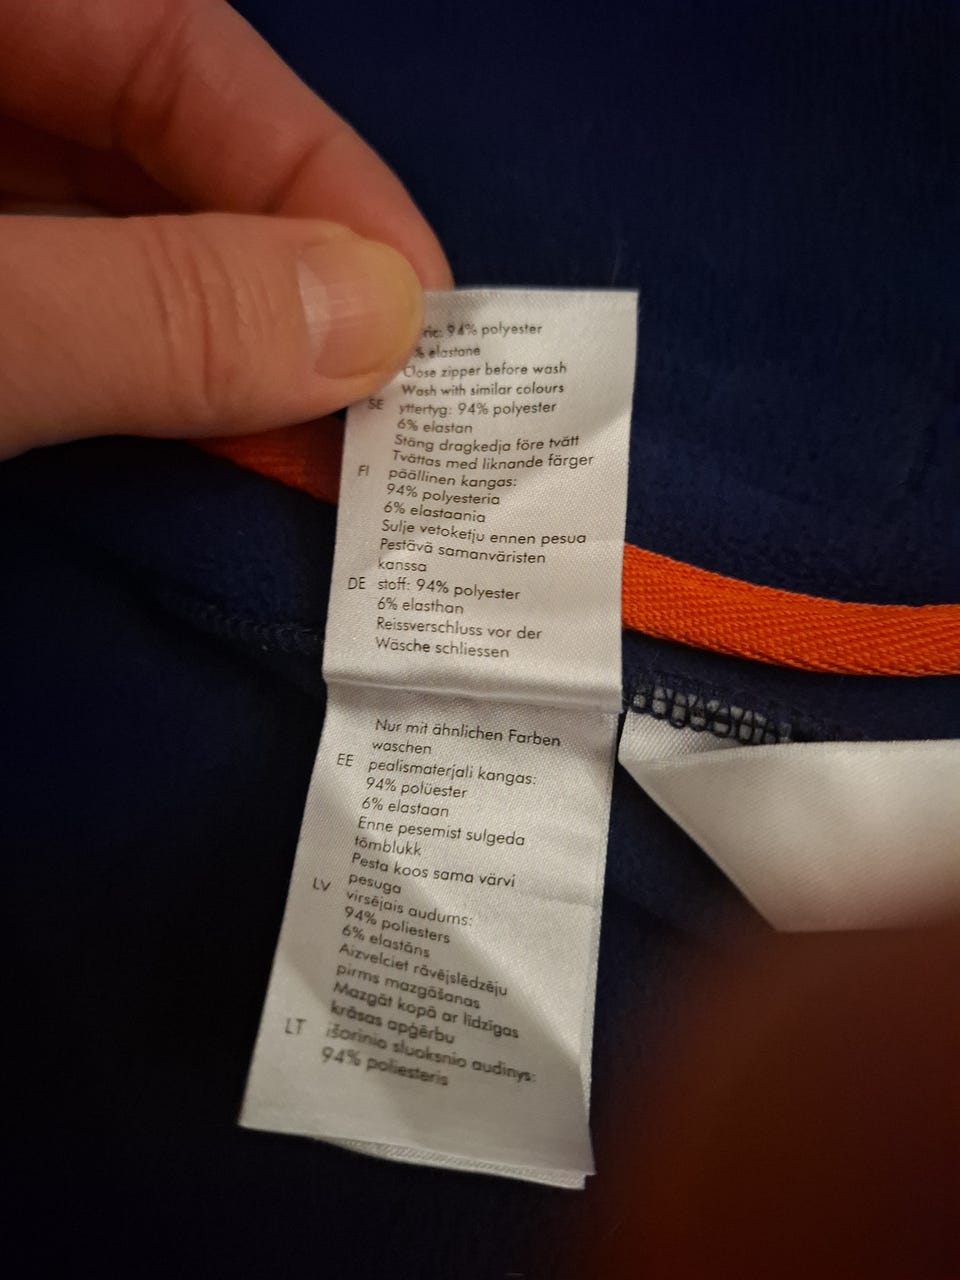 94% polyester
elastane
Close zipper before wash
Wash with similar colours
SE yttertyg: 94% polyester
6% elastan
Stäng dragkedja före tvätt
Tvättas med liknande färger
FI päällinen kangas:
94% polyesteria
6% elastaania
Sulje vetoketju ennen pesua
Pestävä samanväristen
kanssa
DE stoff: 94% polyester
6% elasthan
Reissverschluss vor der
Wäsche schliessen
Nur mit ähnlichen Farben
waschen
EE pealismaterjali kangas:
94% polüester
6% elastaan
Enne pesemist sulgeda
tõmblukk
Pesta koos sama värvi
pesuga
LV virsējais audums:
94% poliesters
6% elastāns
Aizvelciet rāvējslēdzēju
pirms mazgāšanas
Mazgāt kopā ar līdzīgas
krāsas apģērbu
LT išorinio sluoksnio audinys:
94% poliesteris